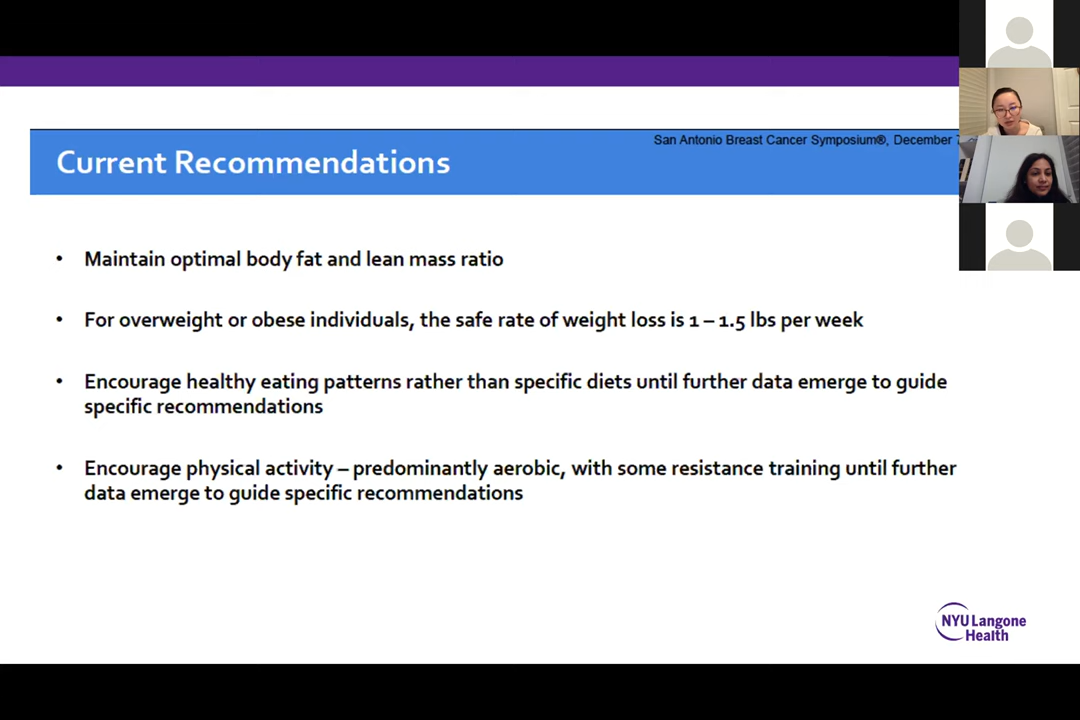 San Antonio Breast Cancer Symposium®, December
Current Recommendations
• Maintain optimal body fat and lean mass ratio
• For overweight or obese individuals, the safe rate of weight loss is 1 – 1.5 lbs per week
• Encourage healthy eating patterns rather than specific diets until further data emerge to guide
specific recommendations
• Encourage physical activity – predominantly aerobic, with some resistance training until further
data emerge to guide specific recommendations
NYU Langone
Health